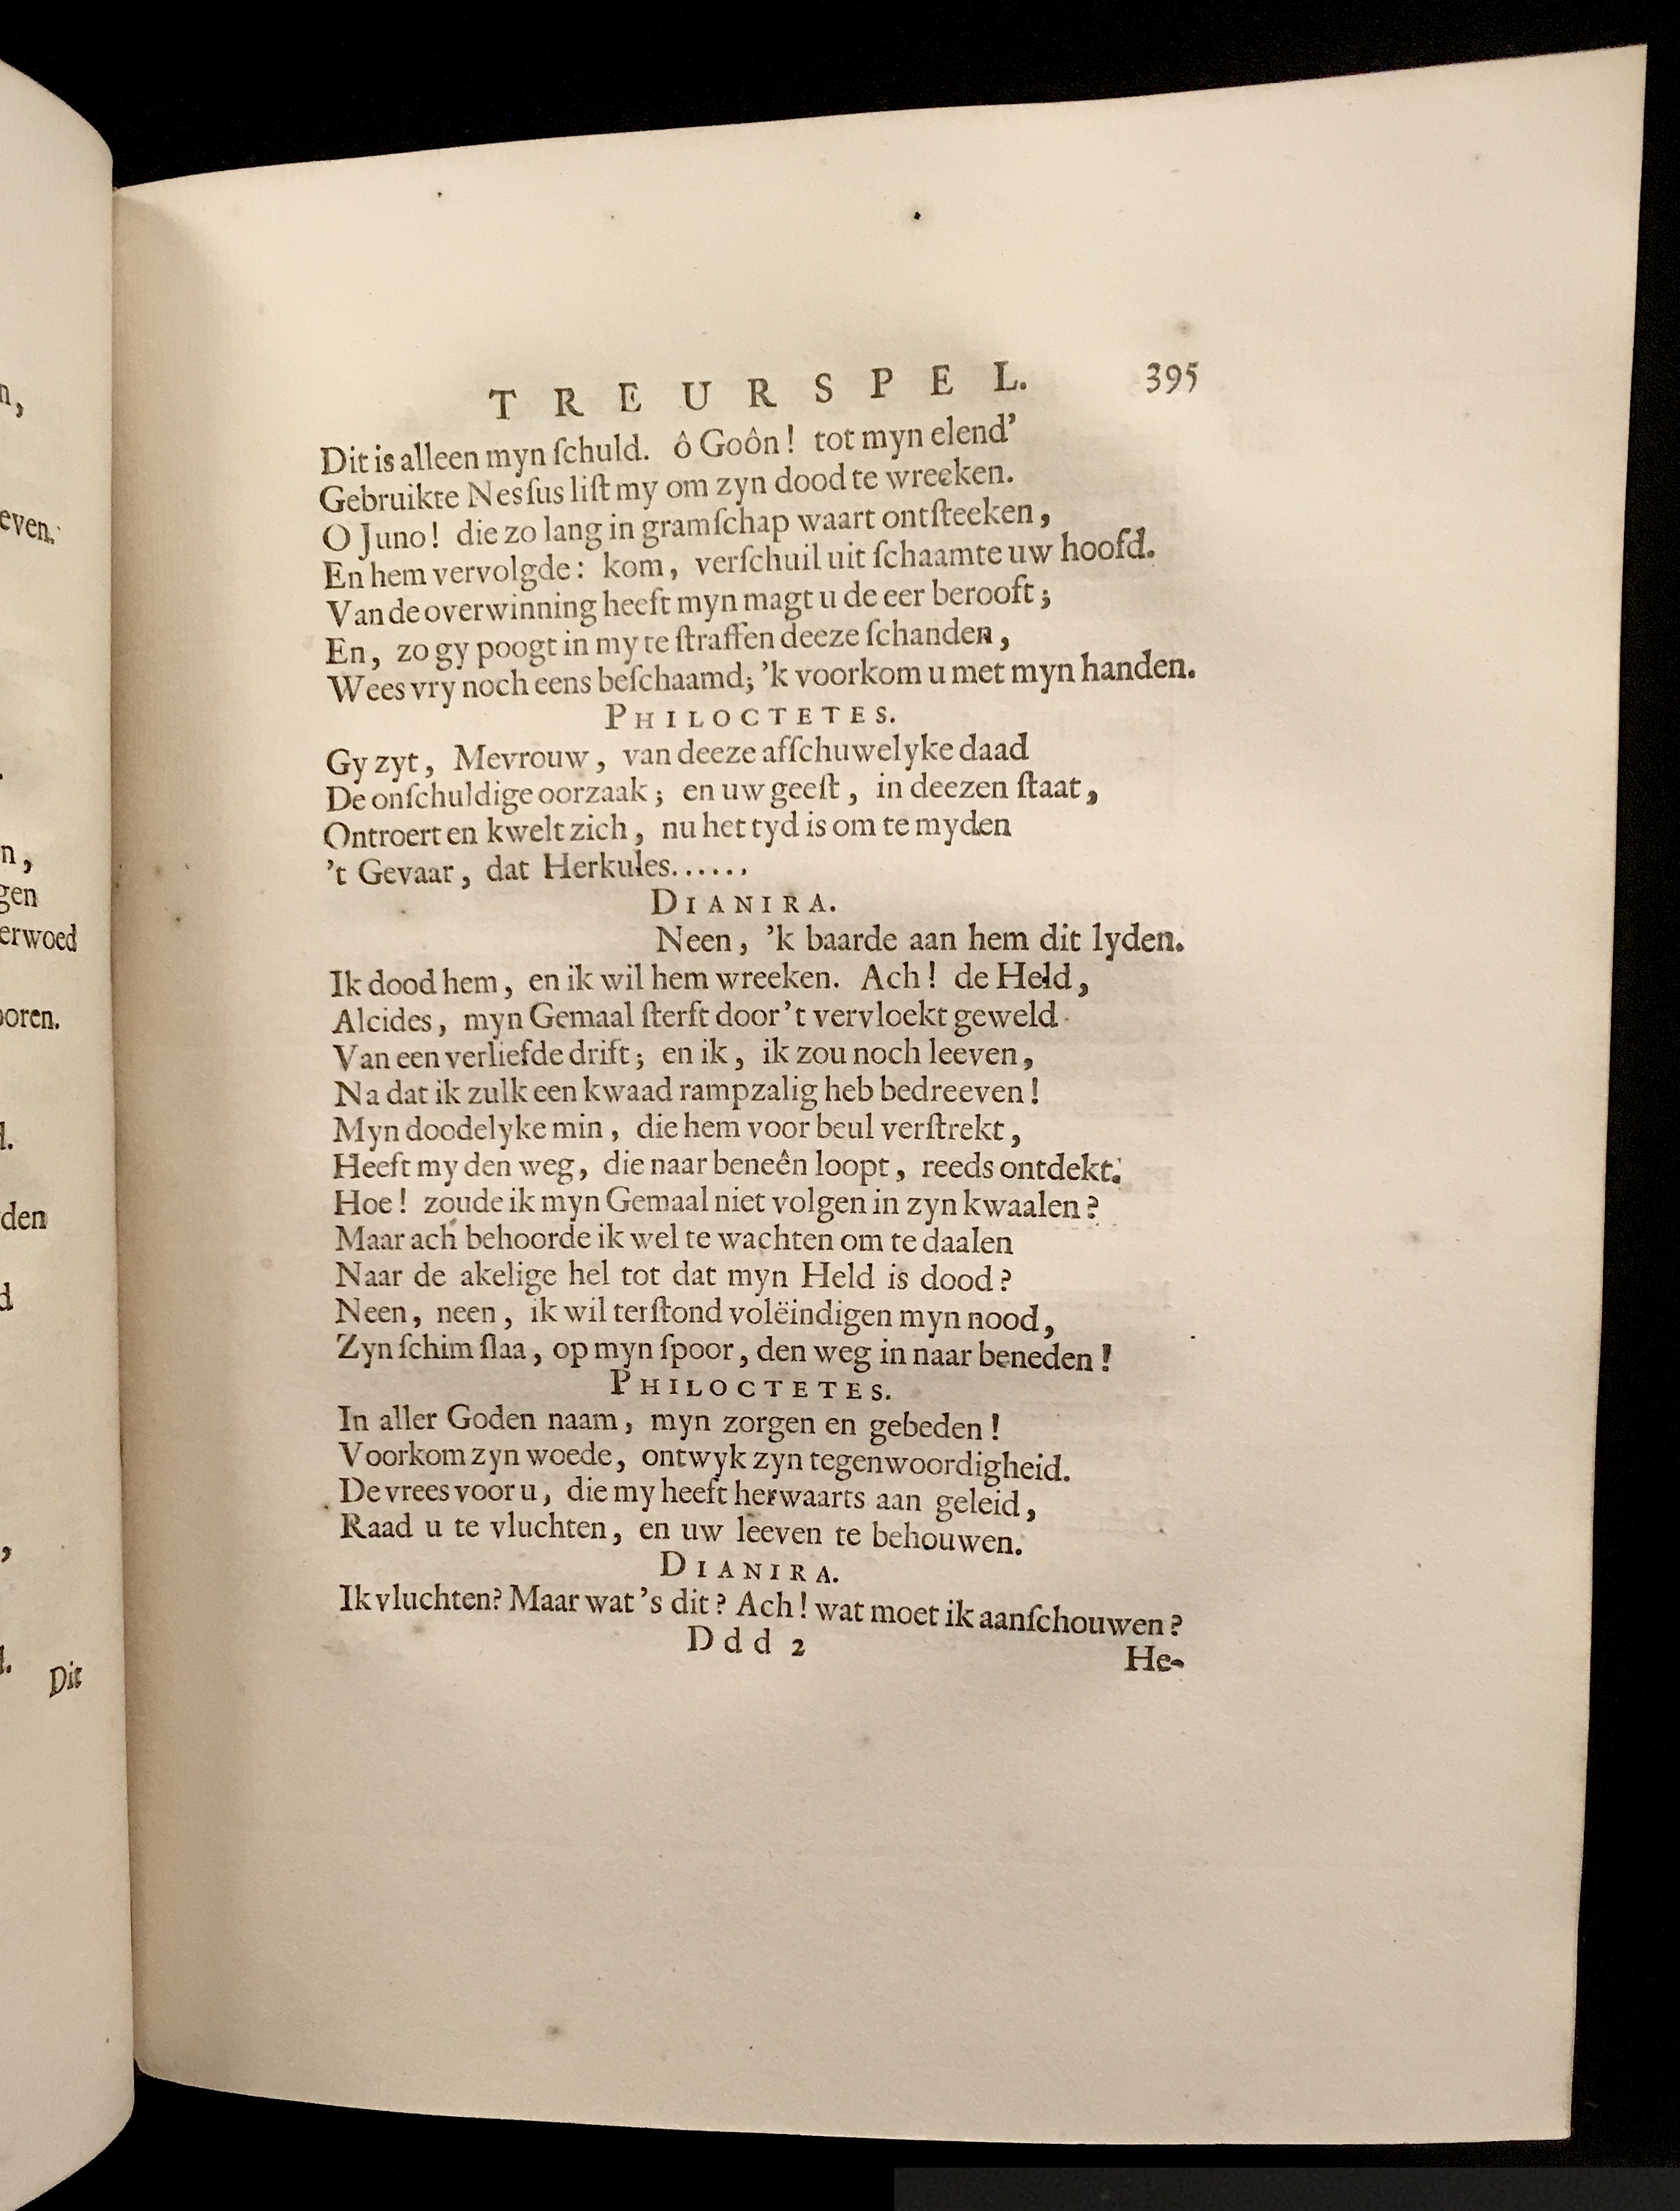 n,
even.
.
n,
gen
erwoed
ooren.
d.
den
d
,
d.
Dit
TREURSPEL. 395
Dit is alleen myn ſchuld. ô Goôn! tot myn elend’
Gebruikte Nesſus liſt my om zyn dood te wreeken.
O Juno! die zo lang in gramſchap waart ontſteeken,
En hem vervolgde: kom, verſchuil uit ſchaamte uw hoofd.
Van de overwinning heeft myn magt u de eer berooft;
En, zo gy poogt in my te ſtraffen deeze ſchanden,
Wees vry noch eens beſchaamd; ’k voorkom u met myn handen.
PHILOCTETES.
Gy zyt, Mevrouw, van deeze afſchuwelyke daad
De onſchuldige oorzaak; en uw geeſt, in deezen ſtaat,
Ontroert en kwelt zich, nu het tyd is om te myden
’t Gevaar, dat Herkules......
DIANIRA.
Neen, ’k baarde aan hem dit lyden.
Ik dood hem, en ik wil hem wreeken. Ach! de Held,
Alcides, myn Gemaal ſterft door ’t vervloekt geweld
Van een verliefde drift; en ik, ik zou noch leeven,
Na dat ik zulk een kwaad rampzalig heb bedreeven!
Myn doodelyke min, die hem voor beul verſtrekt,
Heeft my den weg, die naar beneên loopt, reeds ontdekt.
Hoe! zoude ik myn Gemaal niet volgen in zyn kwaalen?
Maar ach behoorde ik wel te wachten om te daalen
Naar de akelige hel tot dat myn Held is dood?
Neen, neen, ik wil terſtond volëindigen myn nood,
Zyn ſchim ſlaa, op myn ſpoor, den weg in naar beneden!
PHILOCTETES.
In aller Goden naam, myn zorgen en gebeden!
Voorkom zyn woede, ontwyk zyn tegenwoordigheid.
De vrees voor u, die my heeft herwaarts aan geleid,
Raad u te vluchten, en uw leeven te behouwen.
DIANIRA.
Ik vluchten? Maar wat ’s dit? Ach! wat moet ik aanſchouwen?
Ddd 2
He-